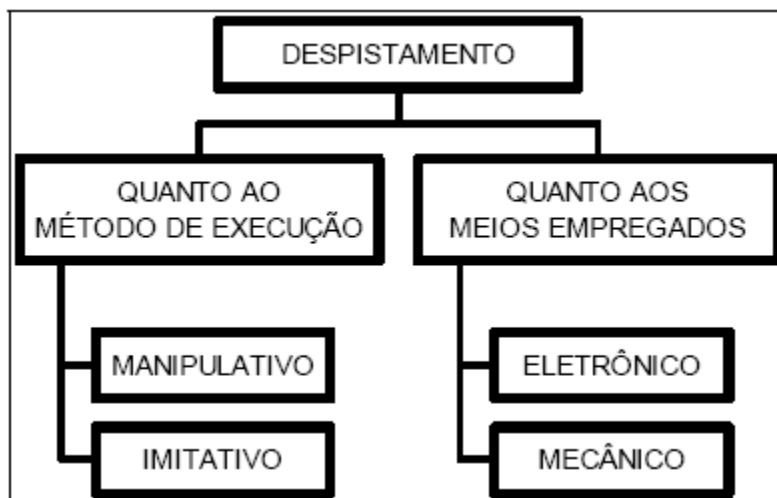 DESPISTAMENTO
QUANTO AO
MÉTODO DE EXECUÇÃO
QUANTO AOS
MEIOS EMPREGADOS
MANIPULATIVO
IMITATIVO
ELETRÔNICO
MECÂNICO